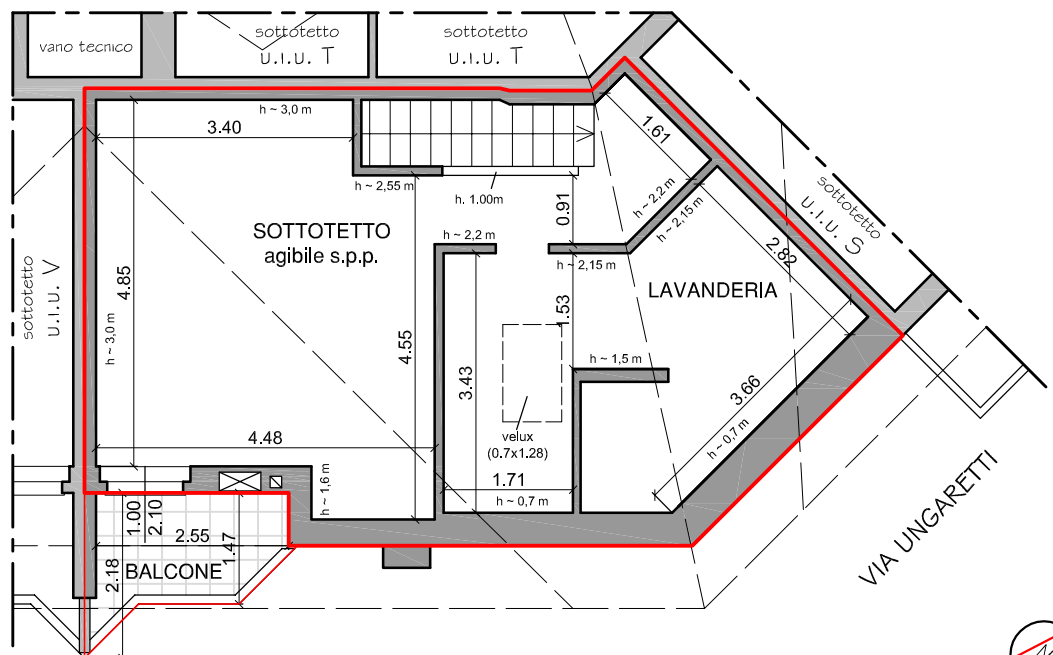 vano tecnico
sottotetto
U.I.U. T
sottotetto
U.I.U. T
h ~ 3,0 m
3.40
1.61
h ~ 2,55 m
h. 1.00m
0.91
h ~ 2,2 m
h ~ 2,15 m
sottotetto
U.I.U. S
SOTTOTETTO
agibile s.p.p.
h ~ 2,2 m
h ~ 2,15 m
2.82
sottotetto
U.I.U. V
4.85
h ~ 3,0 m
4.55
LAVANDERIA
1.53
3.43
h ~ 1,5 m
3.66
h ~ 0,7 m
4.48
velux
(0.7x1.28)
1.71
h ~ 0,7 m
h ~ 1,6 m
1.00
2.10
2.55
1.47
2.18
BALCONE
VIA UNGARETTI